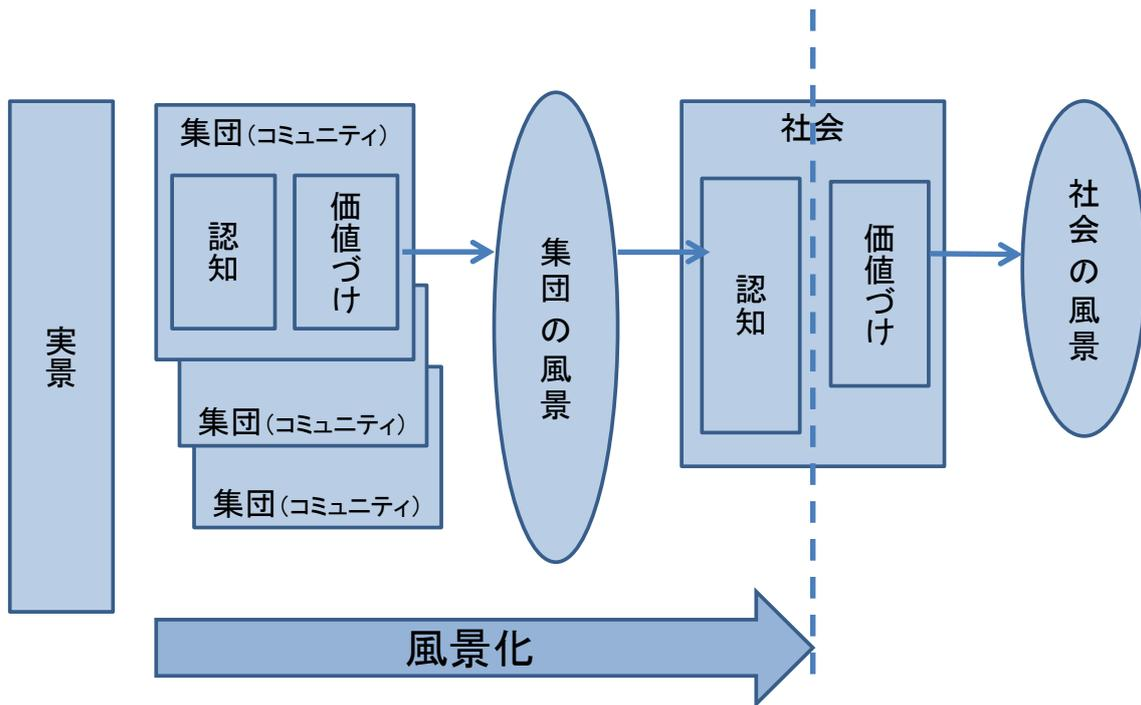 実景
集団（コミュニティ）
認知
価値づけ
集団（コミュニティ）
集団（コミュニティ）
集団の風景
社会
認知
価値づけ
社会の風景
風景化